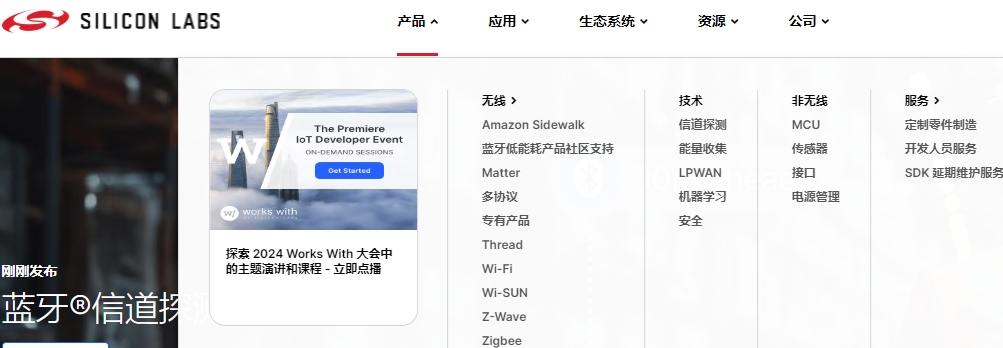 SILICON LABS
产品
应用
生态系统
资源
公司
The Premiere
IoT Developer Event
ON-DEMAND SESSIONS
Get Started
w/
w/ works with
探索 2024 Works With 大会中
的主题演讲和课程 - 立即点播
无线
Amazon Sidewalk
蓝牙低能耗产品社区支持
Matter
多协议
专有产品
Thread
Wi-Fi
Wi-SUN
Z-Wave
Zigbee
技术
信道探测
能量收集
LPWAN
机器学习
安全
非无线
MCU
传感器
接口
电源管理
服务
定制零件制造
开发人员服务
SDK 延期维护服务
刚刚发布
蓝牙®信道探测